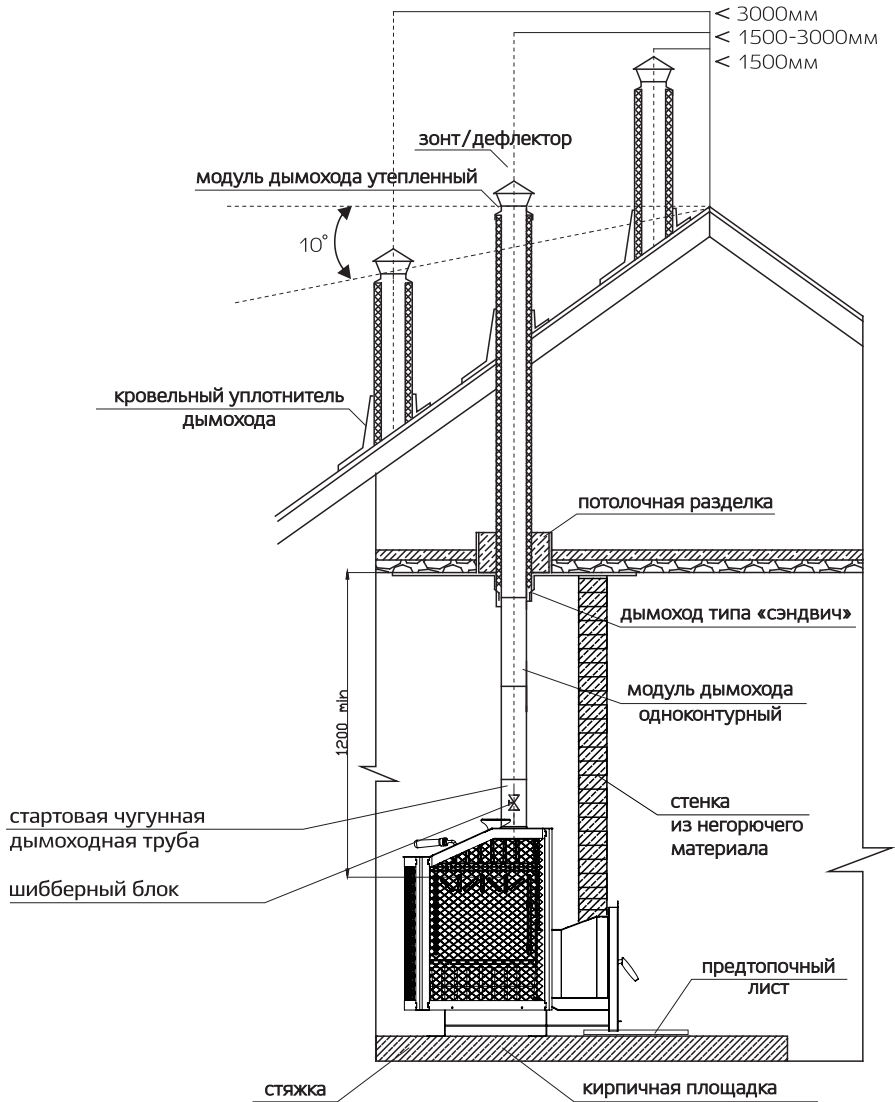 < 3000мм
< 1500-3000мм
< 1500мм
зонт/дефлектор
модуль дымохода утепленный
10°
кровельный уплотнитель
дымохода
потолочная разделка
дымоход типа «сэндвич»
модуль дымохода
одноконтурный
1200 min
стенка
из негорючего
материала
стартовая чугунная
дымоходная труба
шибберный блок
предтопочный
лист
стяжка
кирпичная площадка